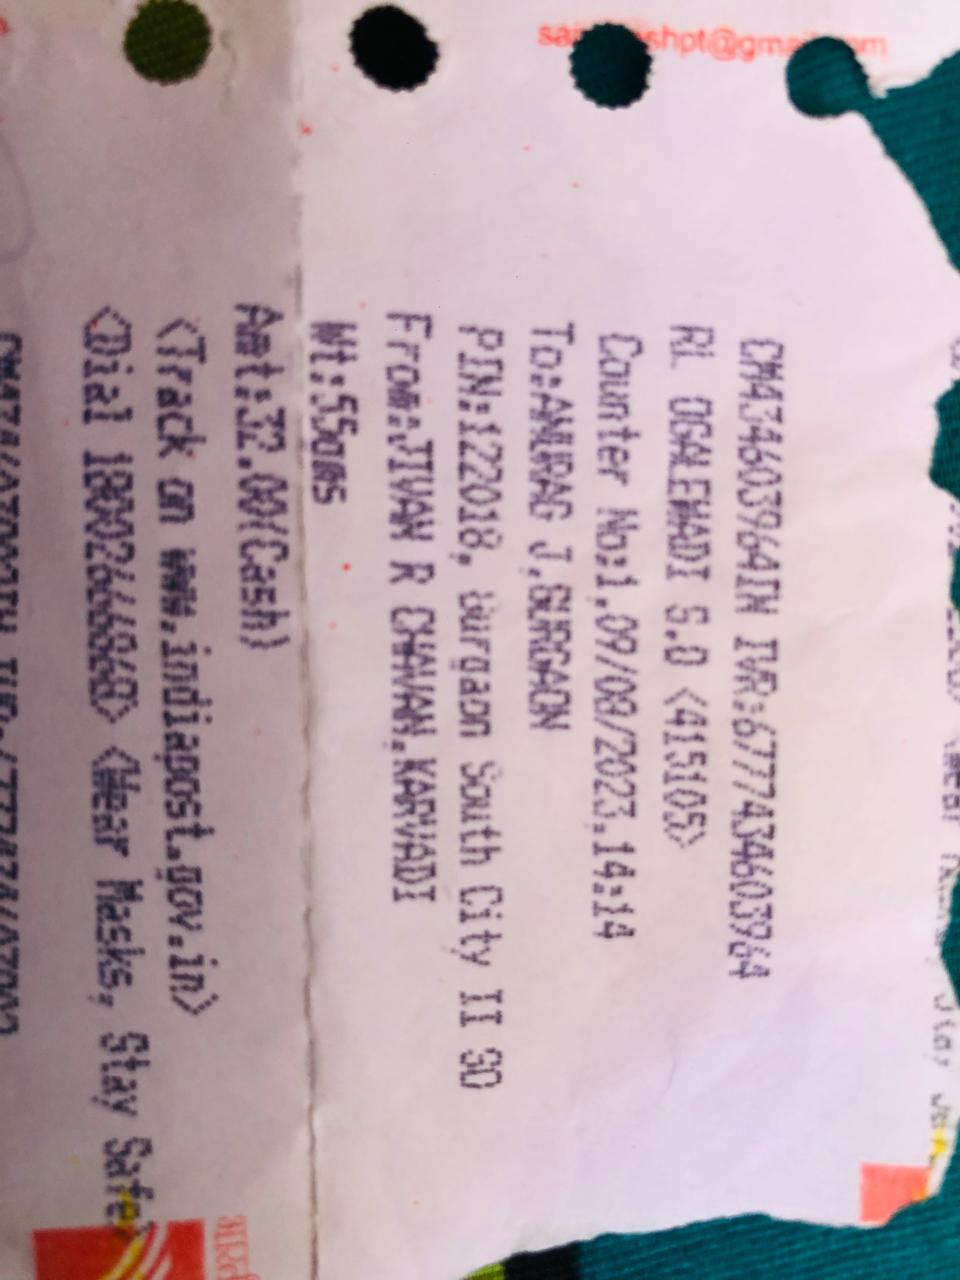 CM434603964IN IVR:6777434603964
RL OGALEWADI S.O <415105>
Counter No:1,09/08/2023,14:14
To:ANURAG J,GURGAON
PIN:122018, Gurgaon South City II SO
From:JIVAN R CHAVAN,KARVADI
Wt:55gms
Amt:32.00(Cash)
<Track on www.indiapost.gov.in>
<Dial 18002666868> <Wear Masks, Stay Safe>